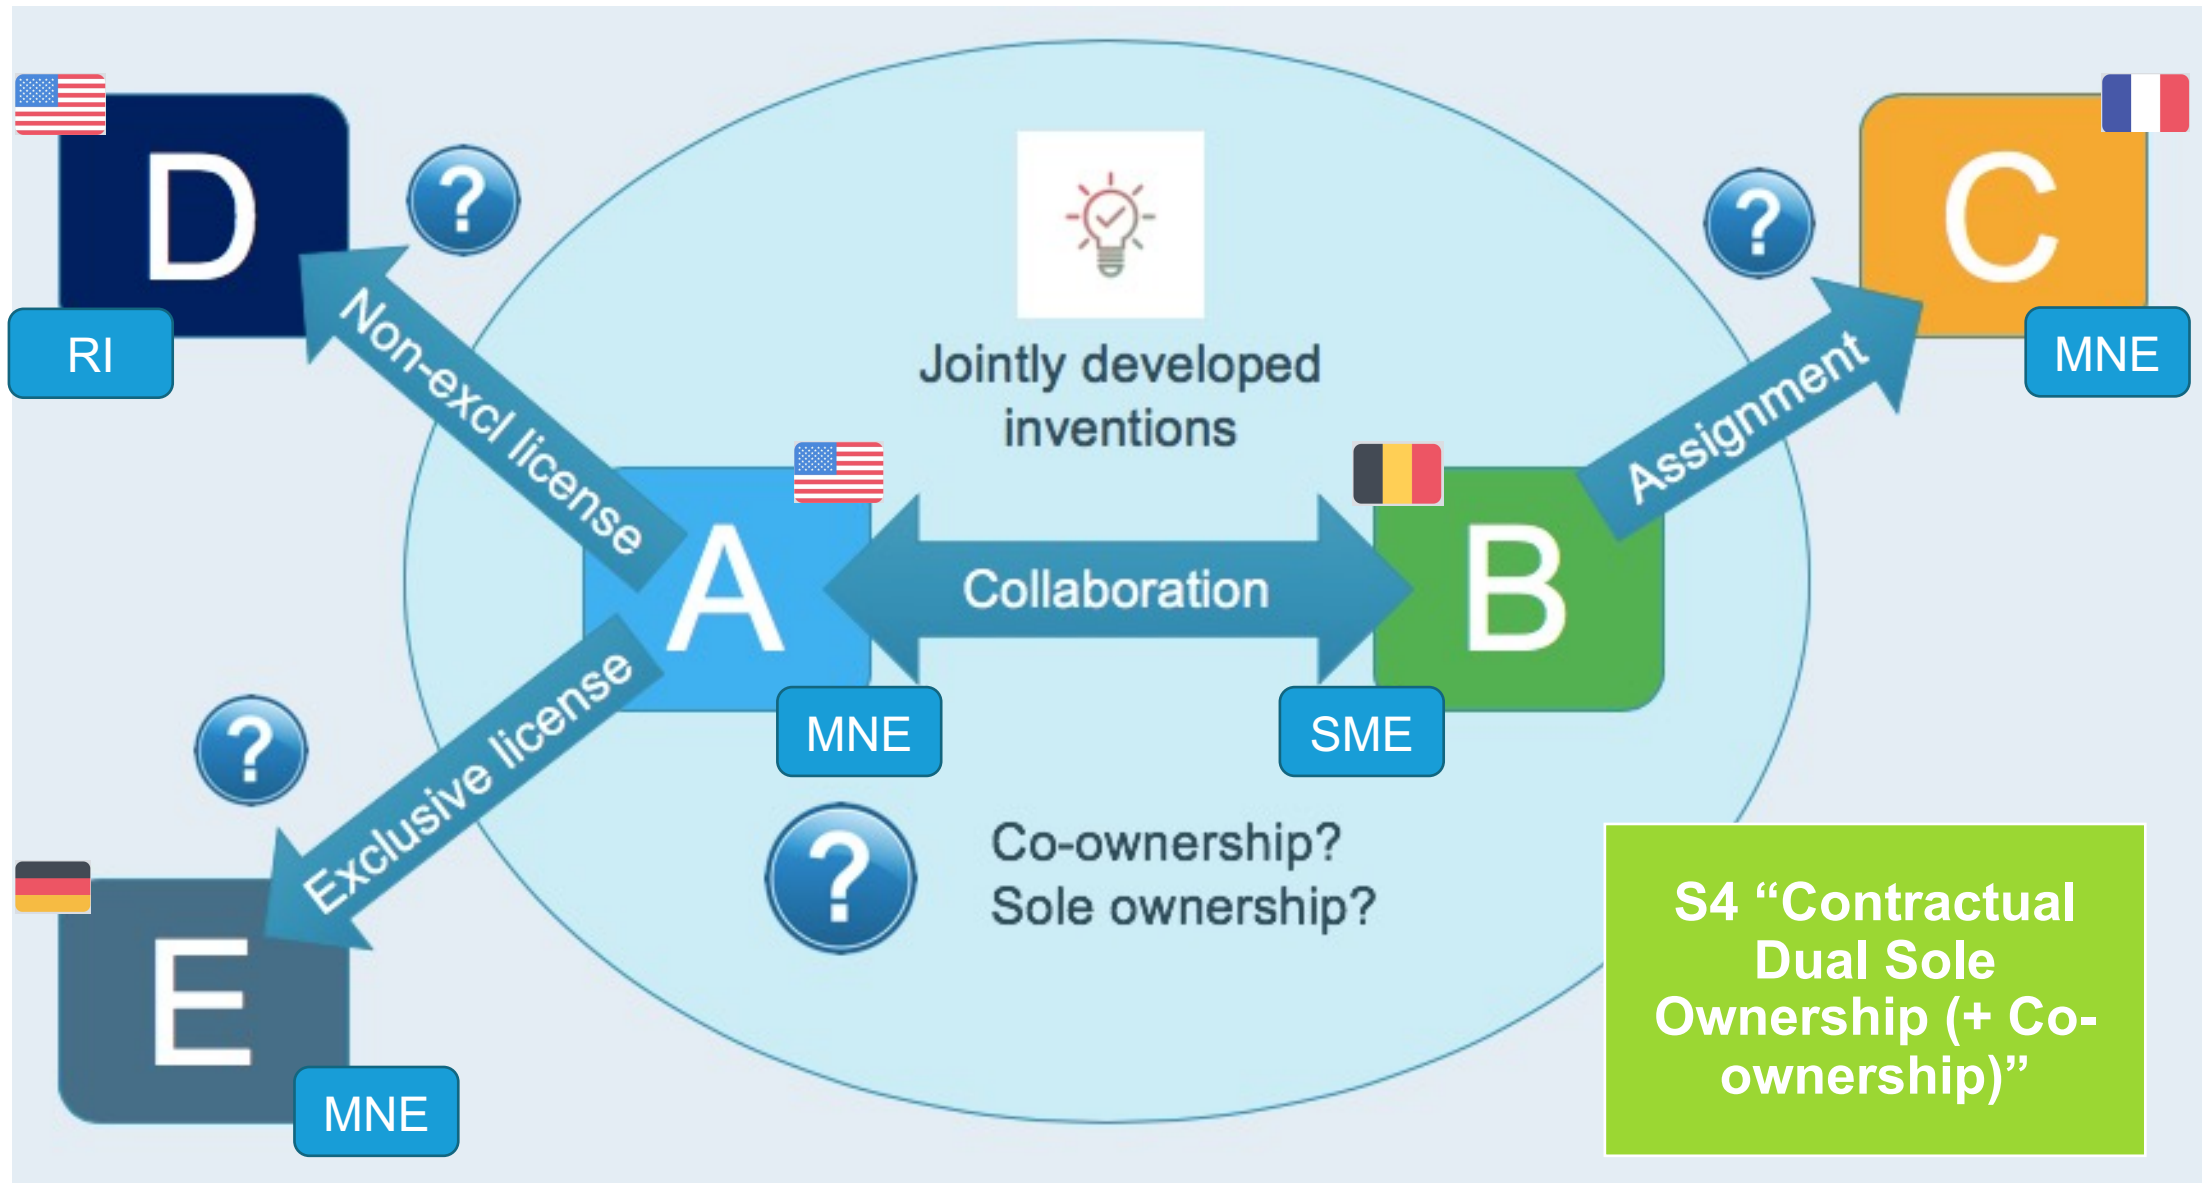 D
RI
?
Non-excl license
Jointly developed
inventions
?
C
MNE
Assignment
A
MNE
Collaboration
B
SME
?
Exclusive license
E
MNE
?
Co-ownership?
Sole ownership?
S4 “Contractual
Dual Sole
Ownership (+ Co-
ownership)”